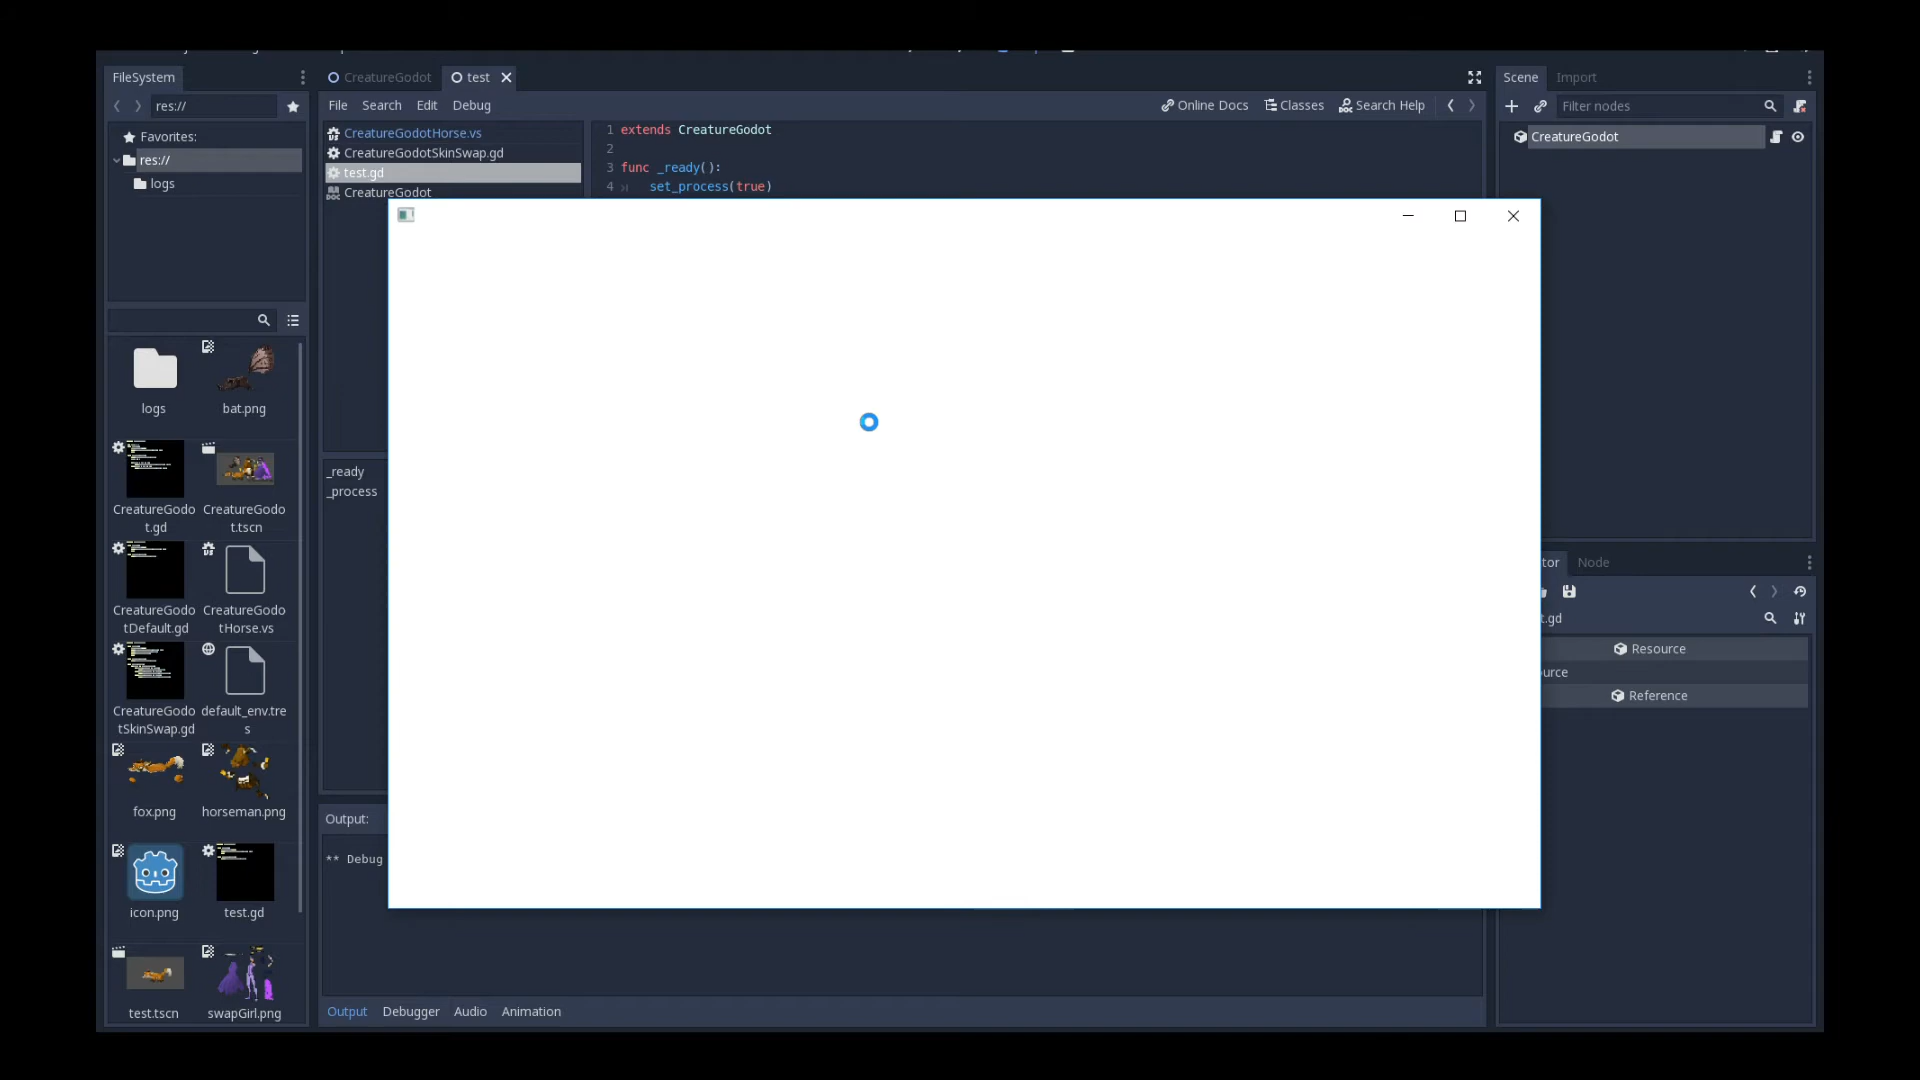 FileSystem
CreatureGodot
test
Scene
Import
res://
File
Search
Edit
Debug
Online Docs
Classes
Search Help
Filter nodes
Favorites:
res://
logs
CreatureGodotHorse.vs
CreatureGodotSkinSwap.gd
test.gd
CreatureGodot
1 extends CreatureGodot
2
3 func _ready():
4 set_process(true)
CreatureGodot
logs
bat.png
CreatureGodo
t.gd
CreatureGodo
t.tscn
CreatureGodo
tDefault.gd
CreatureGodo
tHorse.vs
CreatureGodo
tSkinSwap.gd
default_env.tre
s
fox.png
horseman.png
icon.png
test.gd
test.tscn
swapGirl.png
_ready
_process
Output:
** Debug
Output
Debugger
Audio
Animation
tor
Node
t.gd
Resource
urce
Reference